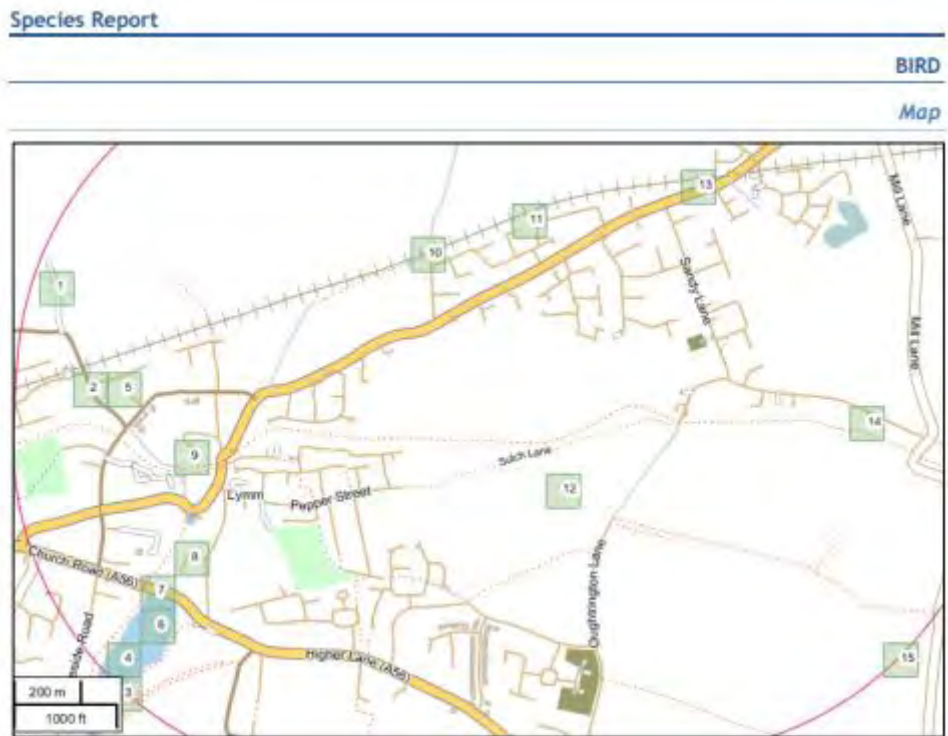 Species Report
BIRD
Map
13
Mill Lane
11
10
1
Sandy Lane
Mill Lane
2
5
14
9
Sutch Lane
12
Lymm
Pepper Street
8
Church Road (A56)
7
Oughtrington Lane
6
4
Higher Lane (A56)
15
3
200 m
1000 ft